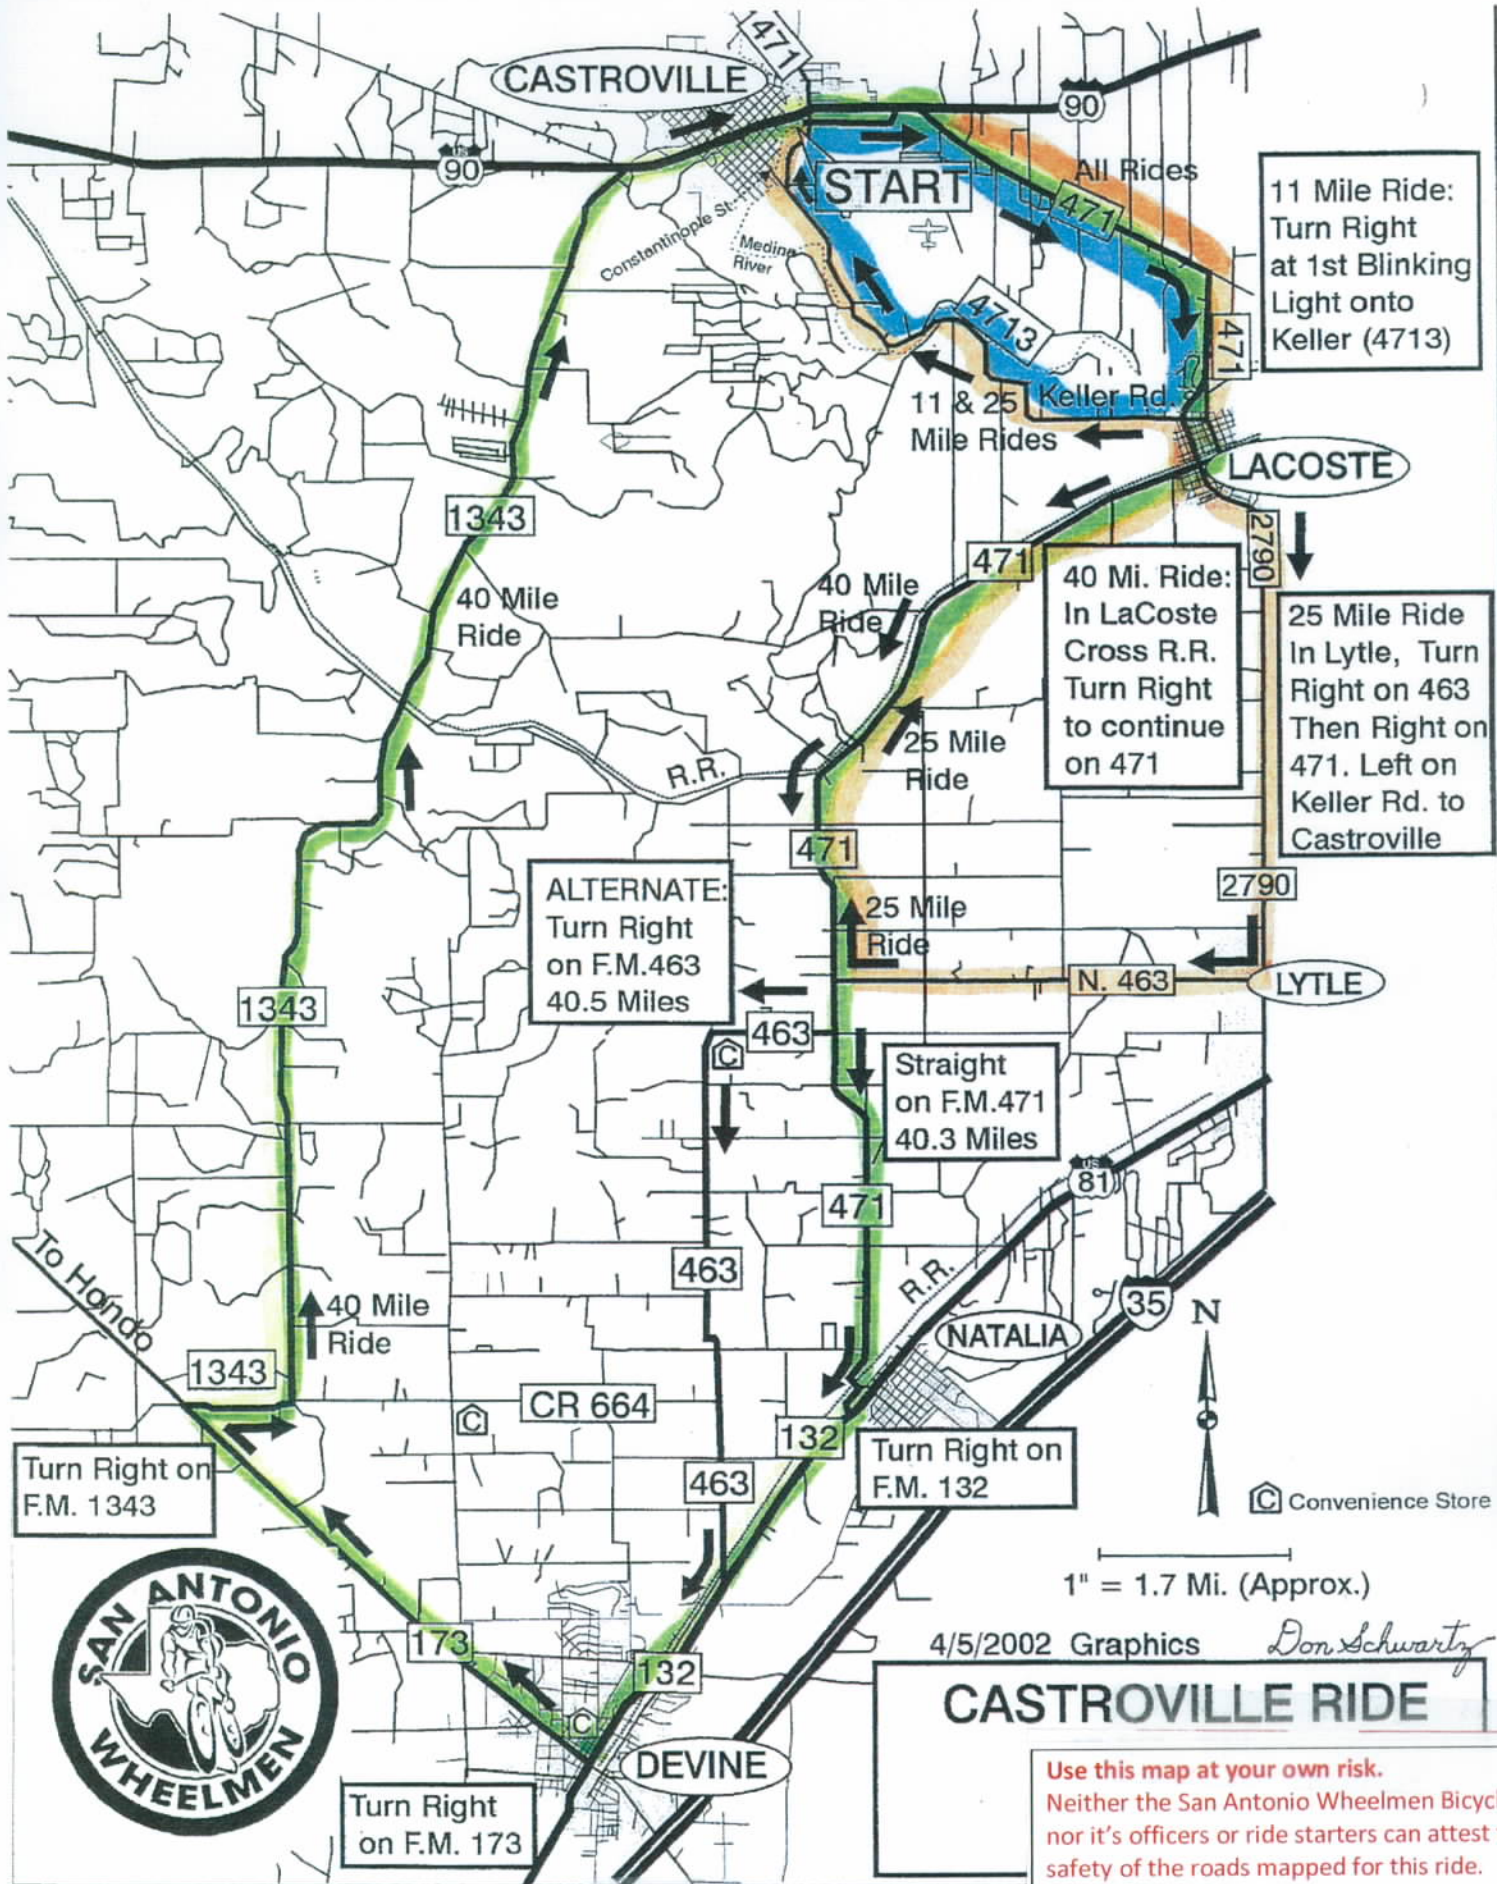 471
CASTROVILLE
US
90
90
START
All Rides
471
11 Mile Ride:
Turn Right
at 1st Blinking
Light onto
Keller (4713)
Constantinople St.
Medina
River
4713
471
Keller Rd.
11 & 25
Mile Rides
LACOSTE
1343
471
2790
40 Mile
Ride
40 Mile
Ride
40 Mi. Ride:
In LaCoste
Cross R.R.
Turn Right
to continue
on 471
25 Mile Ride
In Lytle, Turn
Right on 463
Then Right on
471. Left on
Keller Rd. to
Castroville
25 Mile
Ride
R.R.
471
ALTERNATE:
Turn Right
on F.M.463
40.5 Miles
25 Mile
Ride
2790
N. 463
LYTLE
1343
463
C
Straight
on F.M.471
40.3 Miles
US
81
471
463
To Hondo
R.R.
40 Mile
Ride
35
N
NATALIA
1343
CR 664
C
132
Turn Right on
F.M. 132
Turn Right on
F.M. 1343
463
C Convenience Store
1" = 1.7 Mi. (Approx.)
SAN ANTONIO
WHEELMEN
173
132
C
4/5/2002 Graphics Don Schwartz
CASTROVILLE RIDE
DEVINE
Turn Right
on F.M. 173
Use this map at your own risk.
Neither the San Antonio Wheelmen Bicyc
nor it's officers or ride starters can attest
safety of the roads mapped for this ride.